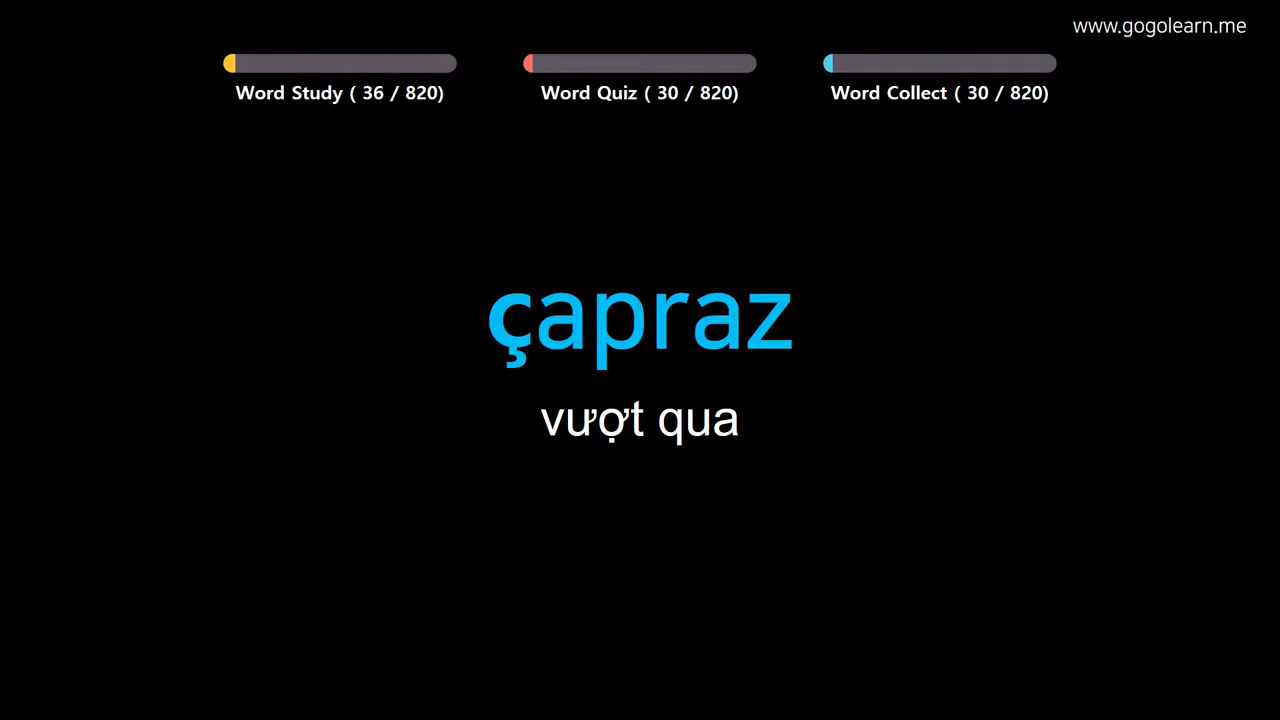 www.gogolearn.me
Word Study ( 36 / 820)
Word Quiz ( 30 / 820)
Word Collect ( 30 / 820)
çapraz
vượt qua